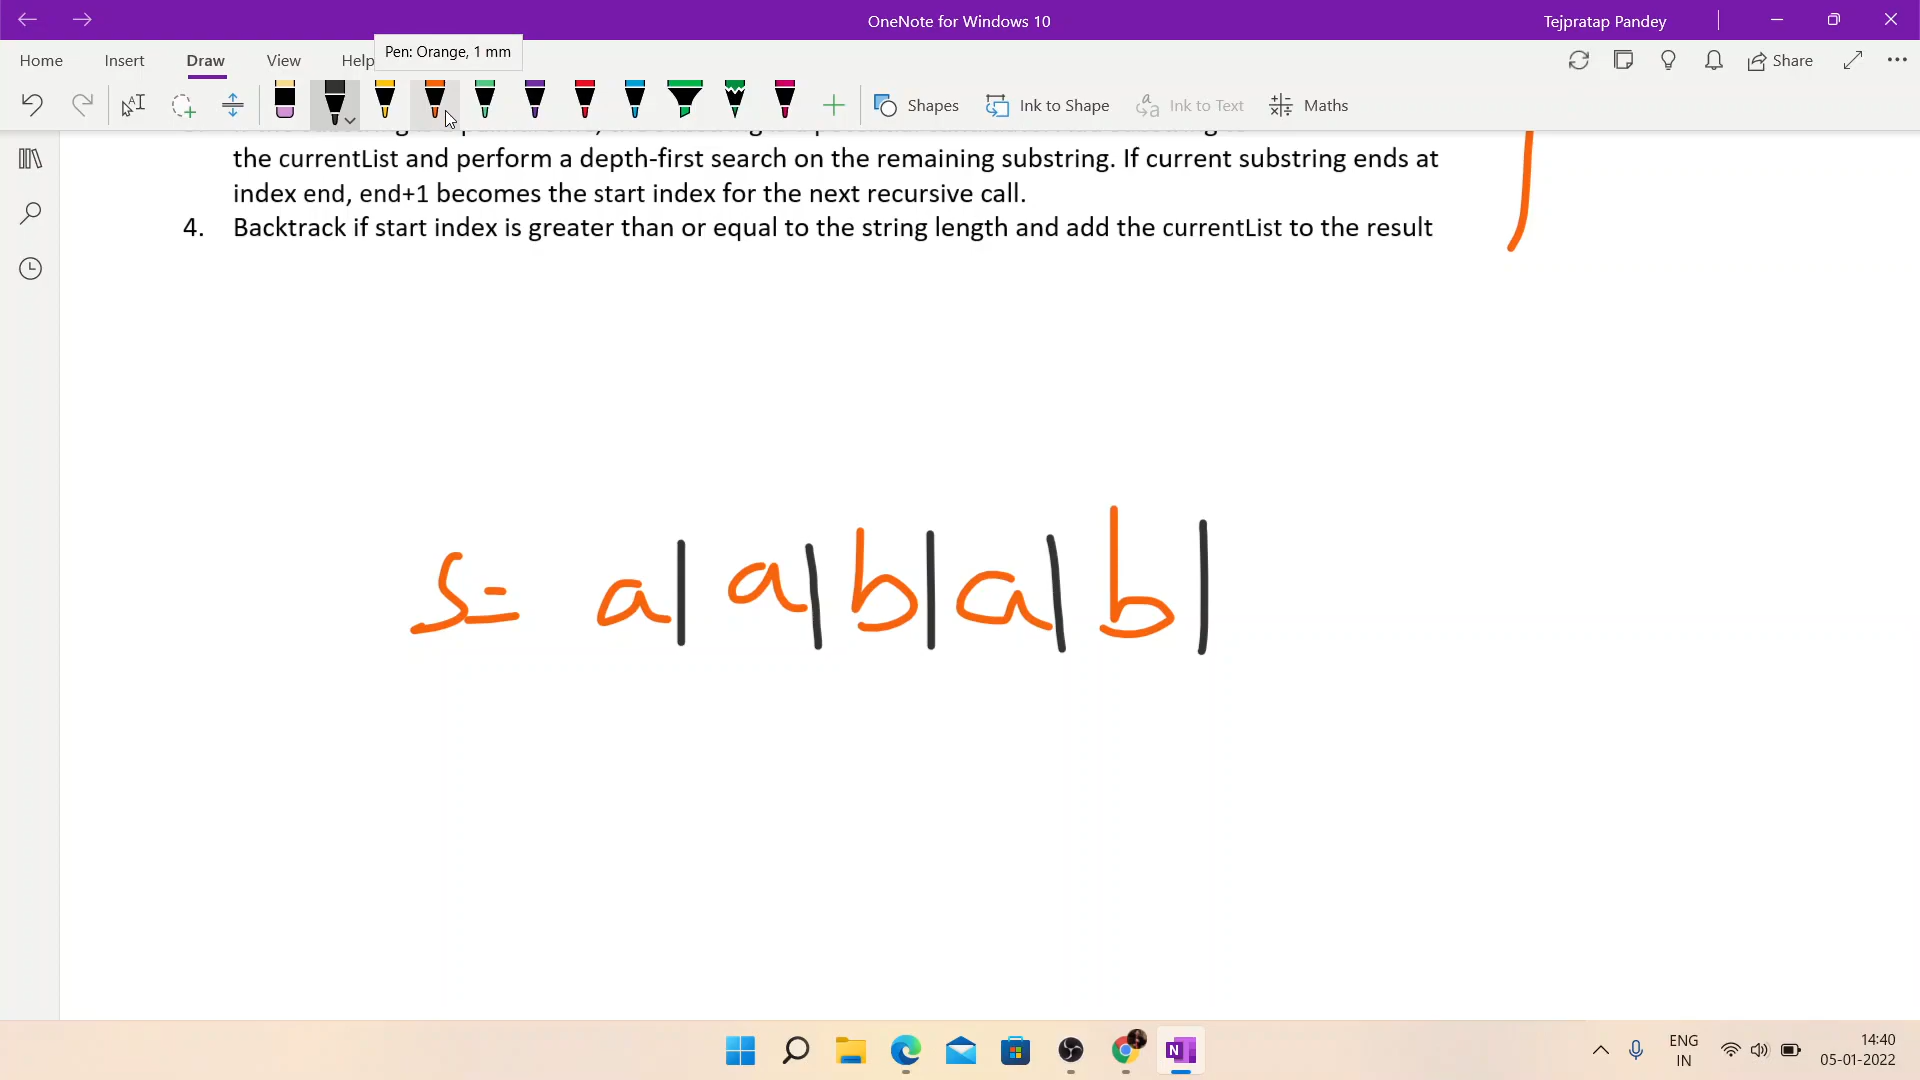 OneNote for Windows 10
Tejpratap Pandey
Pen: Orange, 1 mm
Home Insert Draw View Help
Share
Shapes Ink to Shape Ink to Text Maths
the currentList and perform a depth-first search on the remaining substring. If current substring ends at
index end, end+1 becomes the start index for the next recursive call.
4. Backtrack if start index is greater than or equal to the string length and add the currentList to the result
S= a| a| b| a| b|
ENG
IN
14:40
05-01-2022